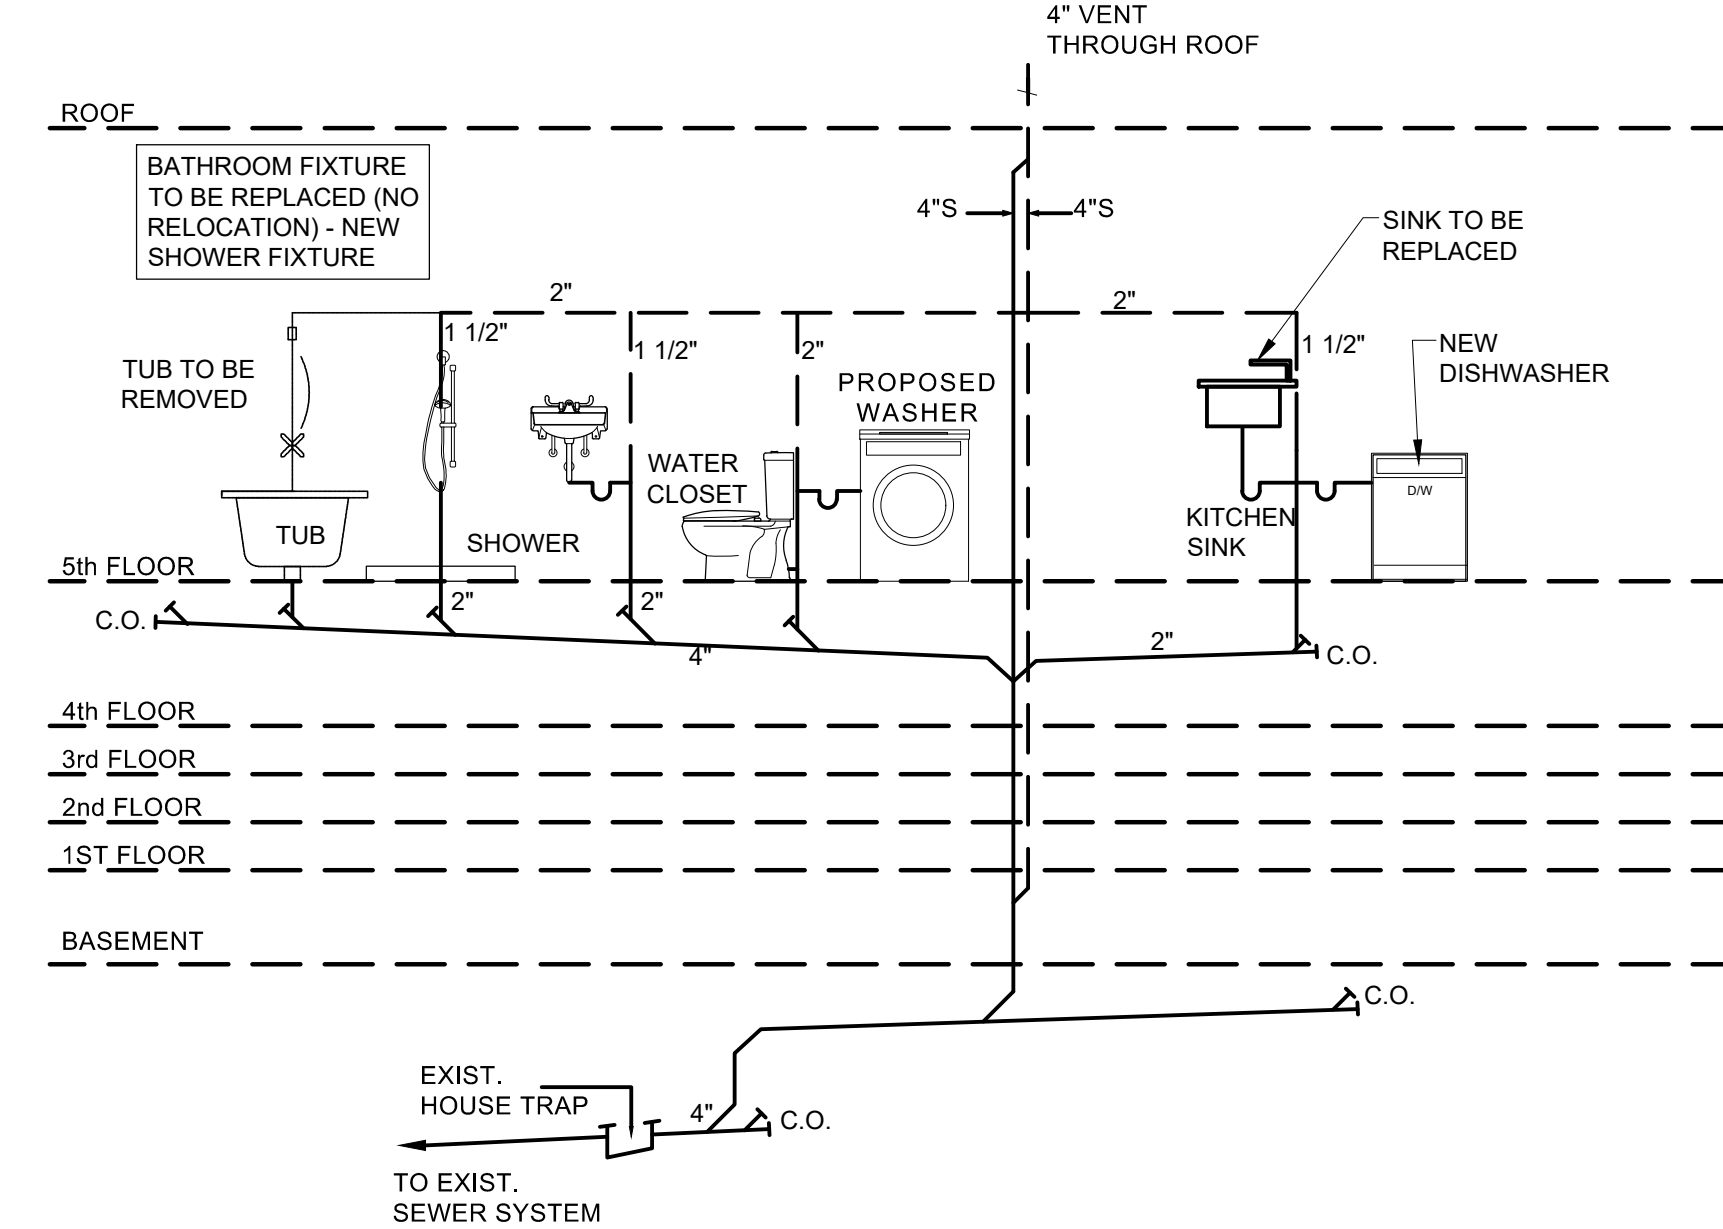 4" VENT
THROUGH ROOF
ROOF
BATHROOM FIXTURE
TO BE REPLACED (NO
RELOCATION) - NEW
SHOWER FIXTURE
4"S
4"S
SINK TO BE
REPLACED
2"
2"
1 1/2"
1 1/2"
2"
1 1/2"
NEW
DISHWASHER
TUB TO BE
REMOVED
PROPOSED
WASHER
WATER
CLOSET
D/W
TUB
SHOWER
KITCHEN
SINK
5th FLOOR
2"
2"
C.O.
4"
2"
C.O.
4th FLOOR
3rd FLOOR
2nd FLOOR
1ST FLOOR
BASEMENT
C.O.
EXIST.
HOUSE TRAP
4"
C.O.
TO EXIST.
SEWER SYSTEM